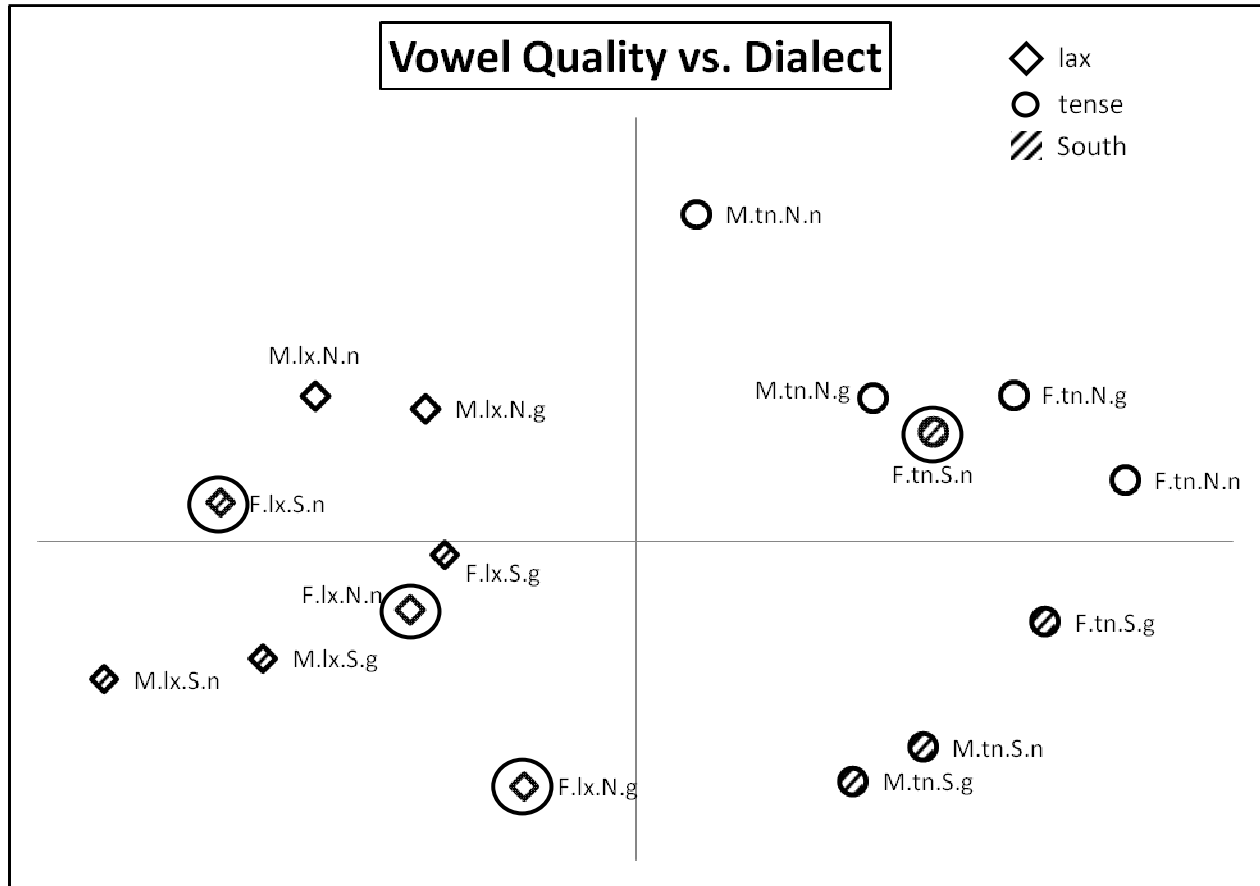 Vowel Quality vs. Dialect
lax
tense
South
M.tn.N.n
M.lx.N.n
M.lx.N.g
M.tn.N.g
F.tn.N.g
F.tn.S.n
F.tn.N.n
F.lx.S.n
F.lx.S.g
F.lx.N.n
F.tn.S.g
M.lx.S.g
M.lx.S.n
M.tn.S.n
M.tn.S.g
F.lx.N.g